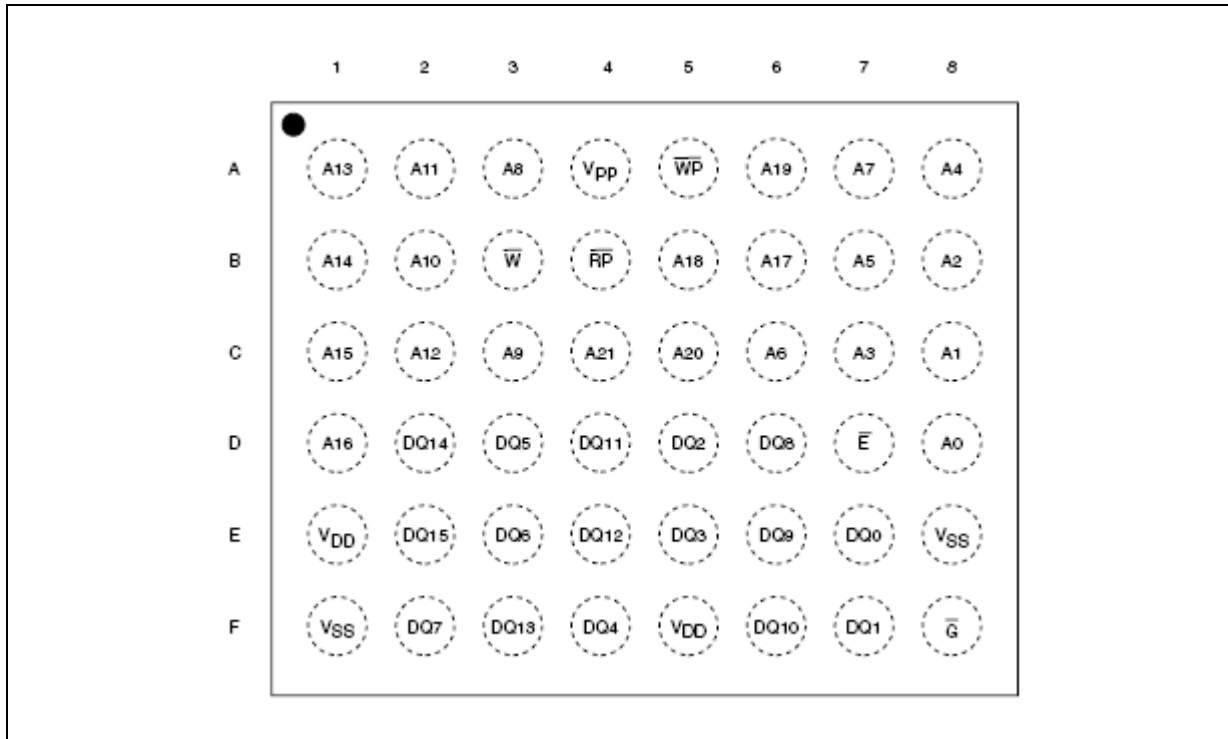 1 2 3 4 5 6 7 8
A A13 A11 A8 VPP W̅P̅ A19 A7 A4
B A14 A10 W̅ R̅P̅ A18 A17 A5 A2
C A15 A12 A9 A21 A20 A6 A3 A1
D A16 DQ14 DQ5 DQ11 DQ2 DQ8 E̅ A0
E VDD DQ15 DQ6 DQ12 DQ3 DQ9 DQ0 VSS
F VSS DQ7 DQ13 DQ4 VDD DQ10 DQ1 G̅